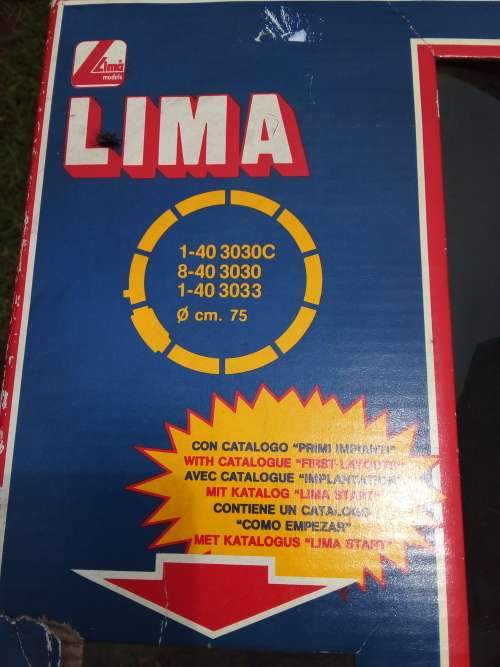 Lima
models
LIMA
1-40 3030C
8-40 3030
1-40 3033
Ø cm. 75
CON CATALOGO "PRIMI IMPIANTI"
WITH CATALOGUE "FIRST LAYOUTS"
AVEC CATALOGUE "IMPLANTATION"
MIT KATALOG "LIMA START"
CONTIENE UN CATALOGO
"COMO EMPEZAR"
MET KATALOGUS "LIMA START"